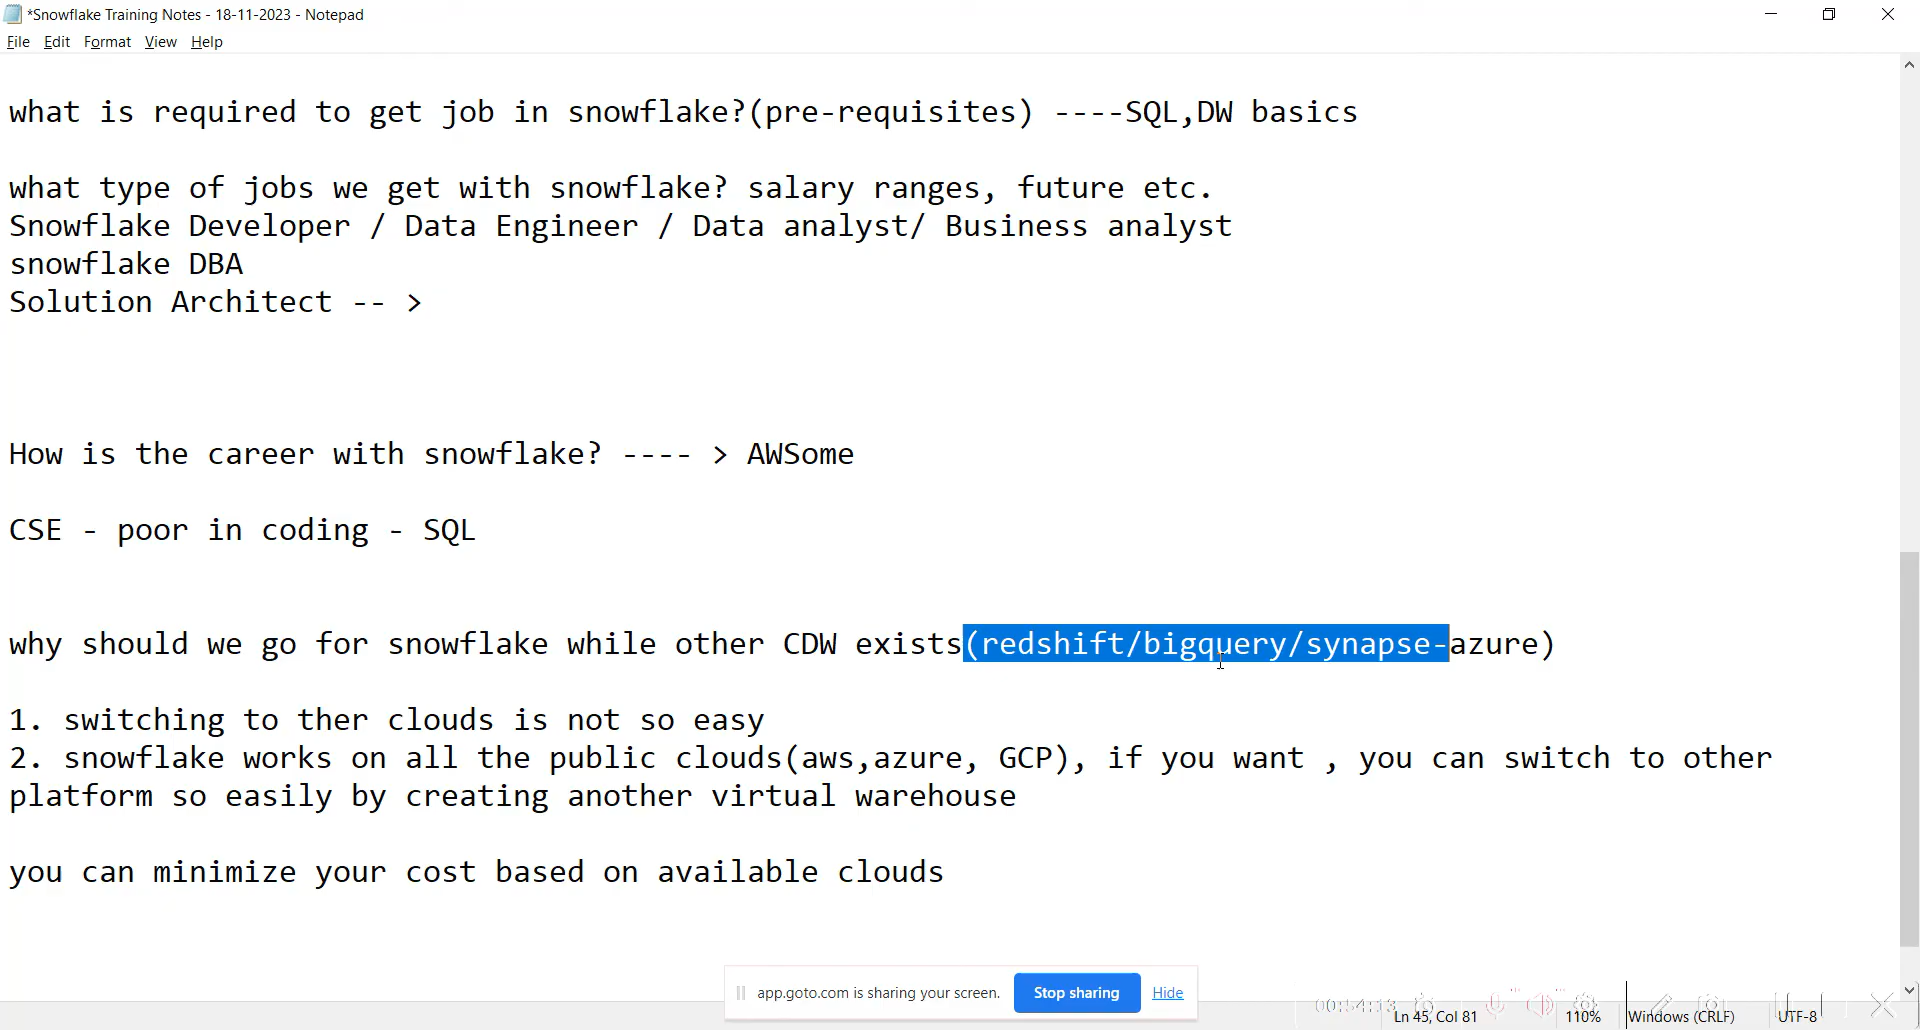 *Snowflake Training Notes - 18-11-2023 - Notepad
File Edit Format View Help
what is required to get job in snowflake?(pre-requisites) ----SQL,DW basics
what type of jobs we get with snowflake? salary ranges, future etc.
Snowflake Developer / Data Engineer / Data analyst/ Business analyst
snowflake DBA
Solution Architect -- >
How is the career with snowflake? ---- > AWSome
CSE - poor in coding - SQL
why should we go for snowflake while other CDW exists(redshift/bigquery/synapse-azure)
1. switching to ther clouds is not so easy
2. snowflake works on all the public clouds(aws,azure, GCP), if you want , you can switch to other
platform so easily by creating another virtual warehouse
you can minimize your cost based on available clouds
app.goto.com is sharing your screen. Stop sharing Hide
00:54:13
Ln 45, Col 81 110% Windows (CRLF) UTF-8